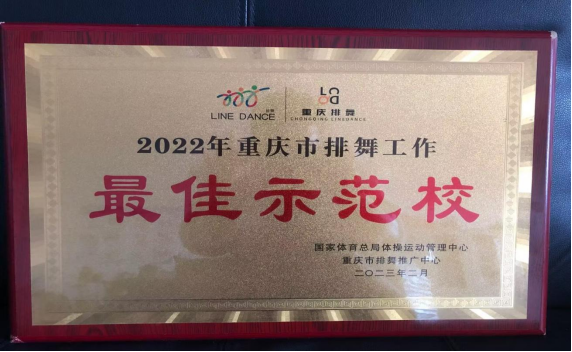 LINE DANCE
重庆排舞
CHONGQING LINEDANCE
2022年重庆市排舞工作
最佳示范校
国家体育总局体操运动管理中心
重庆市排舞推广中心
二〇二三年二月